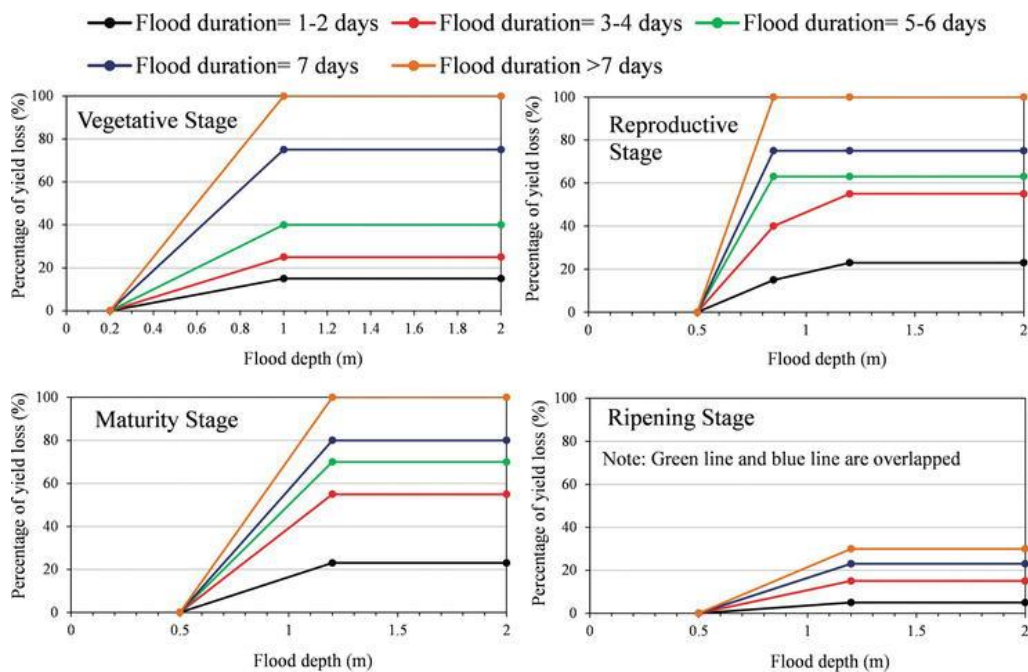 Flood duration= 1-2 days Flood duration= 3-4 days Flood duration= 5-6 days
Flood duration= 7 days Flood duration >7 days
Percentage of yield loss (%)
100
80
60
40
20
0
Vegetative Stage
0 0.2 0.4 0.6 0.8 1 1.2 1.4 1.6 1.8 2
Flood depth (m)
Percentage of yield loss (%)
100
80
60
40
20
0
Reproductive
Stage
0 0.5 1 1.5 2
Flood depth (m)
Percentage of yield loss (%)
100
80
60
40
20
0
Maturity Stage
0 0.5 1 1.5 2
Flood depth (m)
Percentage of yield loss (%)
100
80
60
40
20
0
Ripening Stage
Note: Green line and blue line are overlapped
0 0.5 1 1.5 2
Flood depth (m)